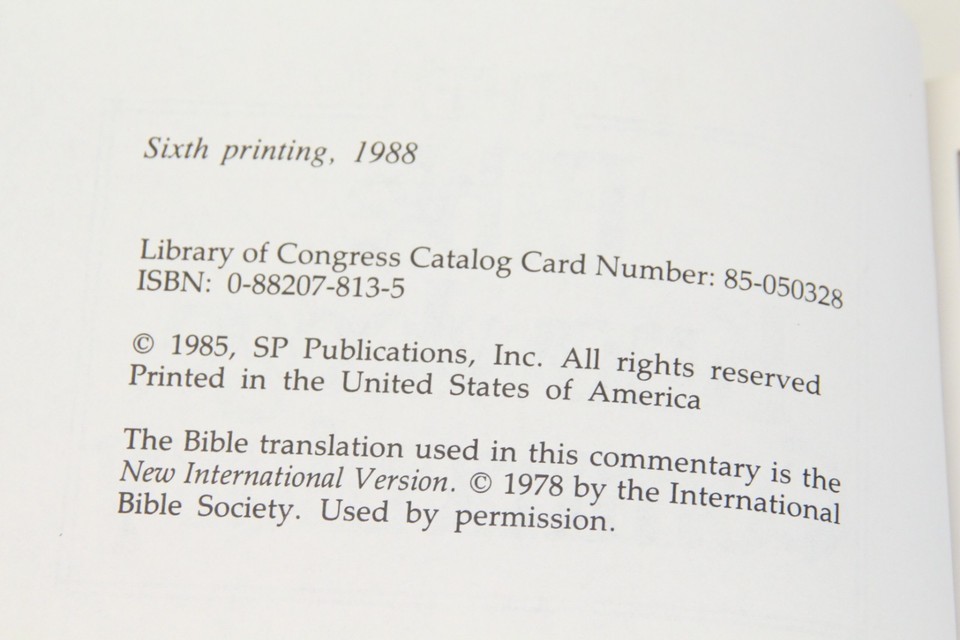 Sixth printing, 1988
Library of Congress Catalog Card Number: 85-050328
ISBN: 0-88207-813-5
© 1985, SP Publications, Inc. All rights reserved
Printed in the United States of America
The Bible translation used in this commentary is the
New International Version. © 1978 by the International
Bible Society. Used by permission.